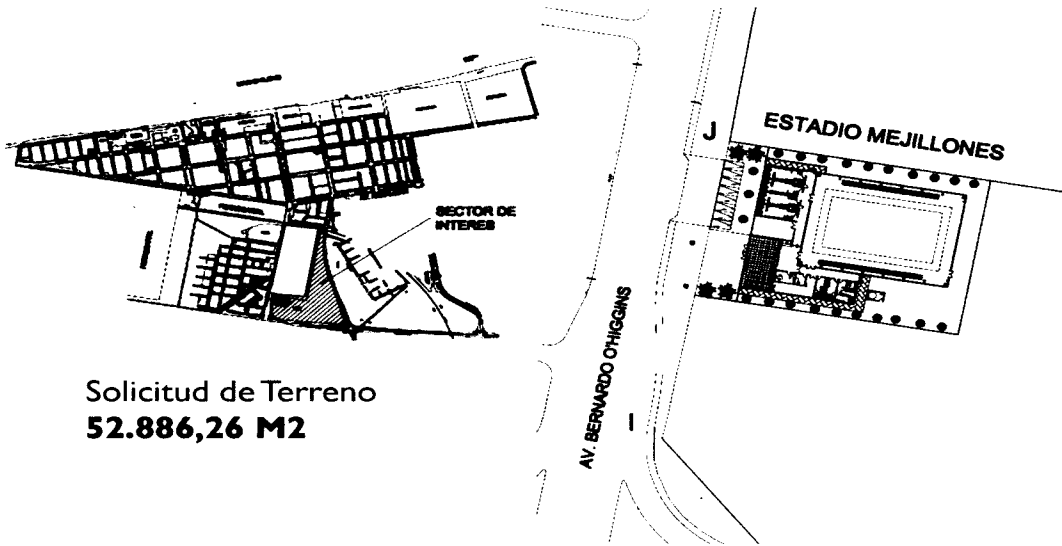 SECTOR DE
INTERES
Solicitud de Terreno
52.886,26 M2
J
ESTADIO MEJILLONES
AV. BERNARDO O'HIGGINS